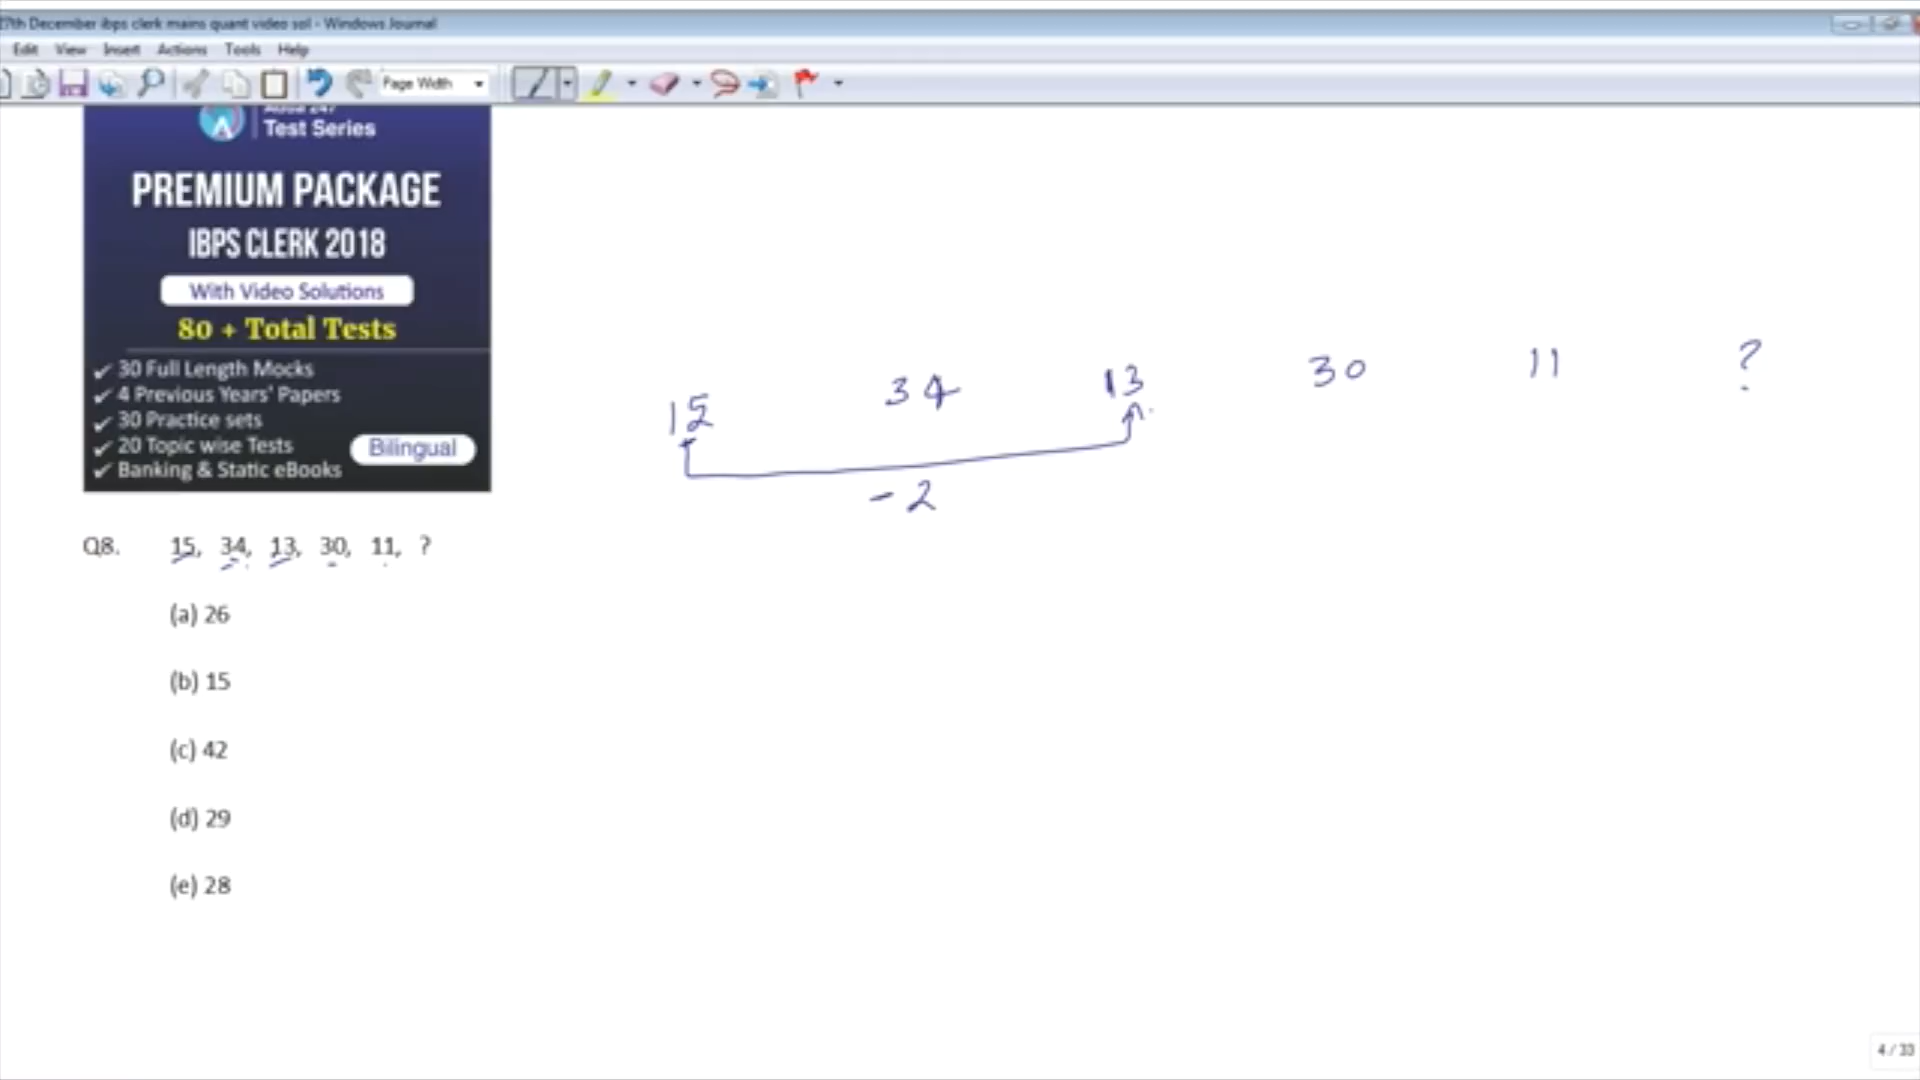 27th December ibps clerk mains quant video sol - Windows Journal
Edit View Insert Actions Tools Help
Page Width
Test Series
PREMIUM PACKAGE
IBPS CLERK 2018
With Video Solutions
80 + Total Tests
✓ 30 Full Length Mocks
✓ 4 Previous Years' Papers
✓ 30 Practice sets
✓ 20 Topic wise Tests
✓ Banking & Static eBooks
Bilingual
15 34 13 30 11 ?
-2
Q8. 15, 34, 13, 30, 11, ?
(a) 26
(b) 15
(c) 42
(d) 29
(e) 28
4 / 33